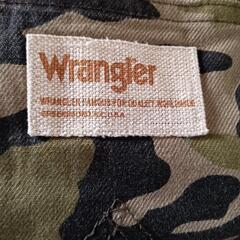 Wrangler
WRANGLER FAMOUS FOR QUALITY WORLDWIDE
GREENSBORO, N.C. U.S.A.